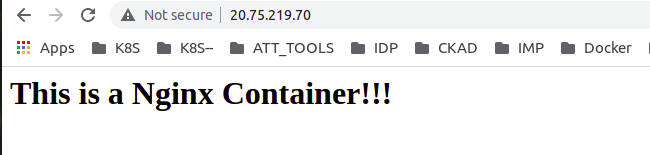 Not secure 20.75.219.70
Apps K8S K8S-- ATT_TOOLS IDP CKAD IMP Docker
This is a Nginx Container!!!